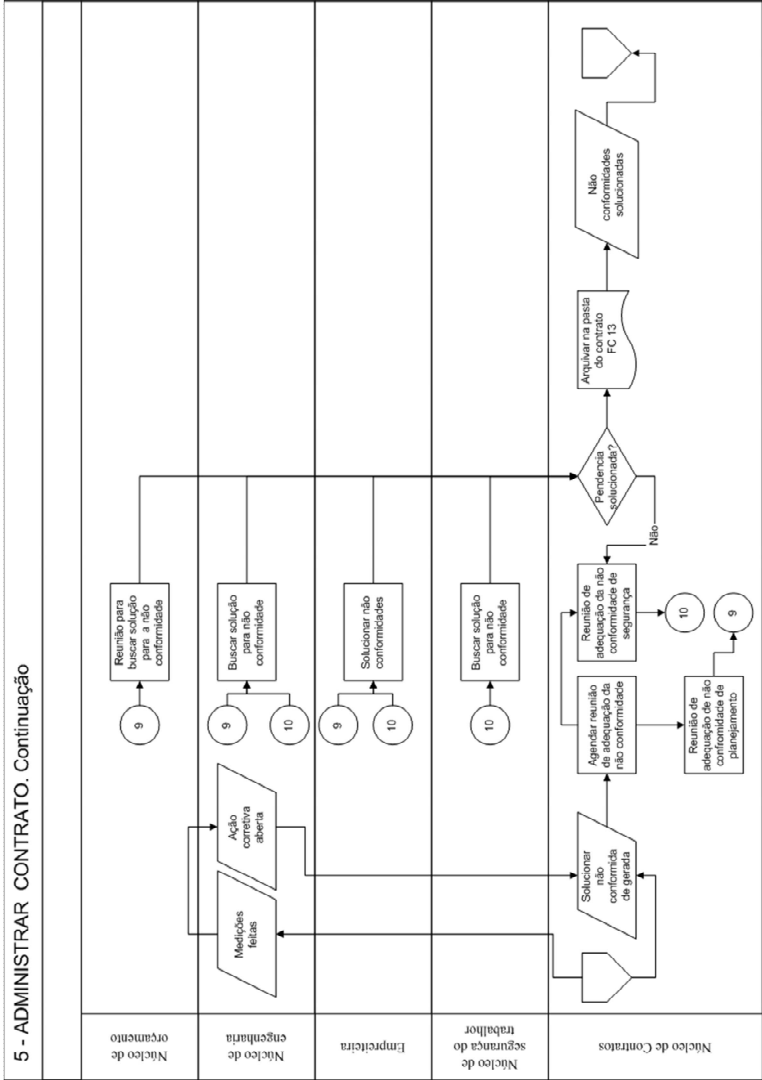 5 - ADMINISTRAR CONTRATO. Continuação
Núcleo de
orçamento
9
Reunião para
buscar solução
para a não
conformidade
Núcleo de
engenharia
Medições
feitas
Ação
corretiva
aberta
9
10
Buscar solução
para não
conformidade
Empreiteira
9
10
Solucionar não
conformidades
Núcleo de
segurança do
trabalhor
10
Buscar solução
para não
conformidade
Núcleo de Contratos
Solucionar
não
conformida
de gerada
Agendar reunião
de adequação da
não conformidade
Reunião de
adequação de não
confromidade de
planejamento
9
Reunião de
adequação da não
conformidade de
segurança
10
Não
Pendencia
solucionada?
Arquivar na pasta
do contrato
FC 13
Não
conformidades
solucionadas